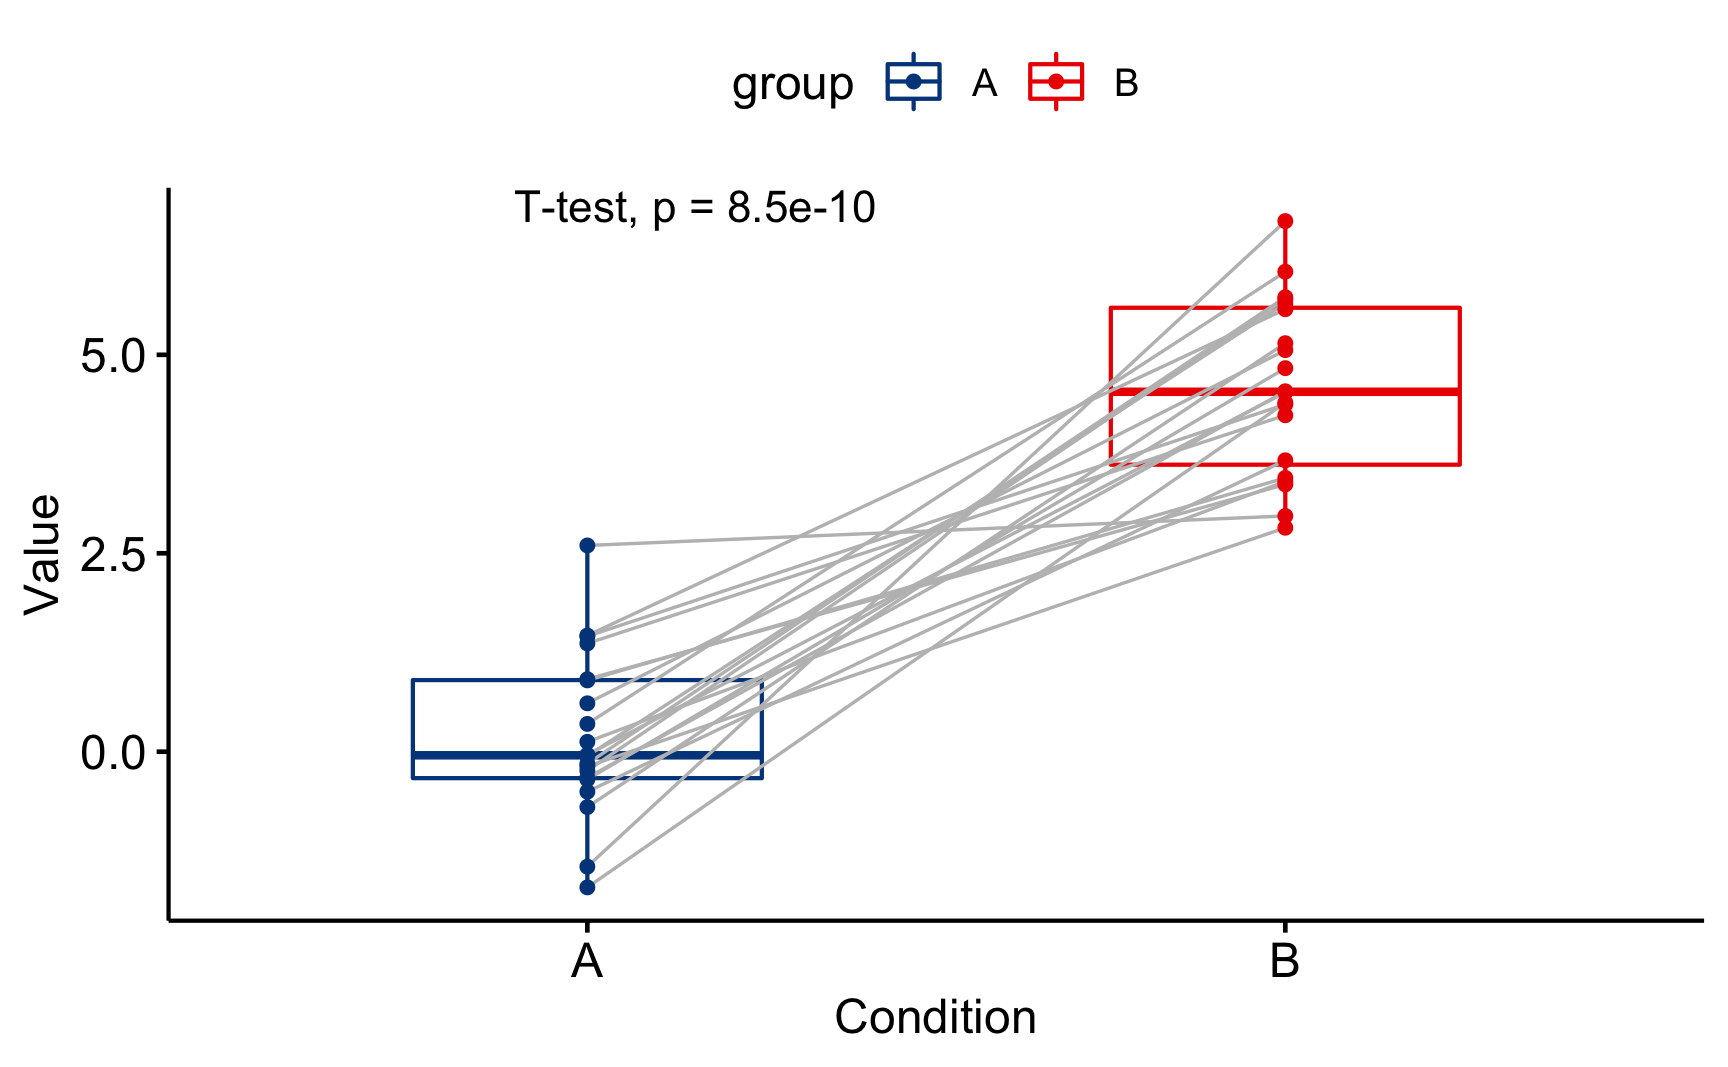 group A B
T-test, p = 8.5e-10
Value
5.0
2.5
0.0
A B
Condition